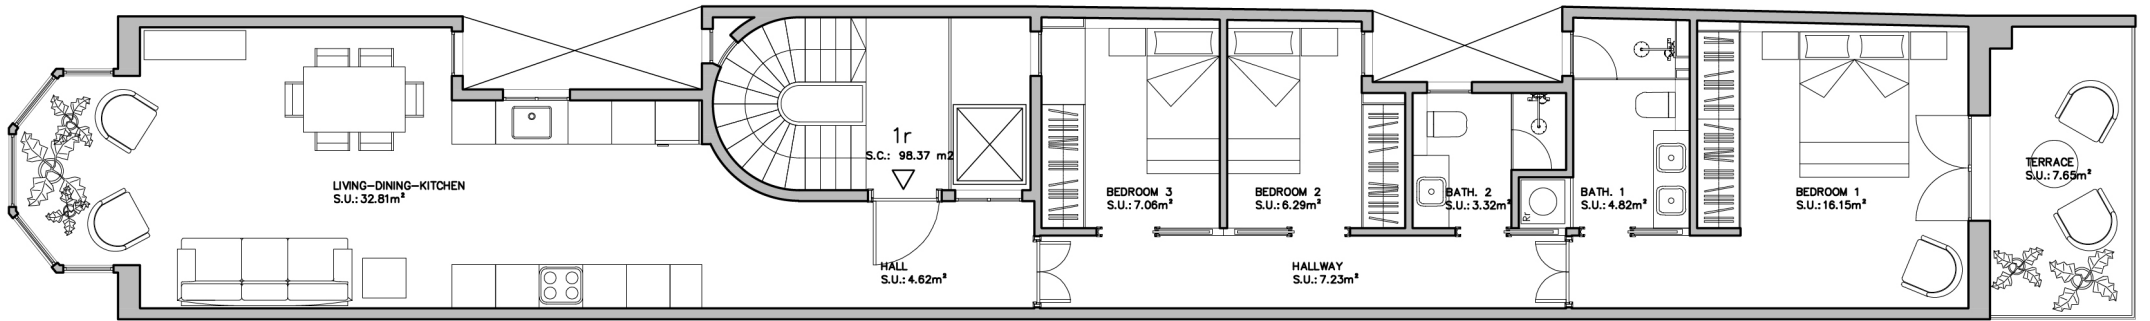 LIVING-DINING-KITCHEN
S.U.: 32.81m²
1r
S.C.: 98.37 m2
HALL
S.U.: 4.62m²
BEDROOM 3
S.U.: 7.06m²
BEDROOM 2
S.U.: 6.29m²
HALLWAY
S.U.: 7.23m²
BATH. 2
S.U.: 3.32m²
Rr
BATH. 1
S.U.: 4.82m²
BEDROOM 1
S.U.: 16.15m²
TERRACE
S.U.: 7.65m²